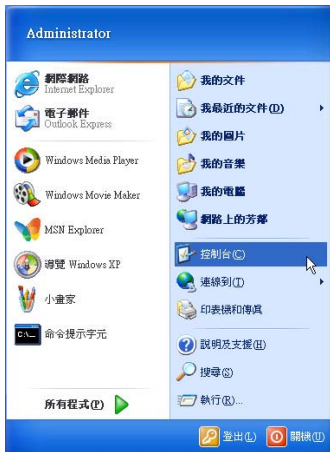 Administrator
網際網路
Internet Explorer
電子郵件
Outlook Express
Windows Media Player
Windows Movie Maker
MSN Explorer
導覽 Windows XP
小畫家
命令提示字元
所有程式(P)
我的文件
我最近的文件(D)
我的圖片
我的音樂
我的電腦
網路上的芳鄰
控制台(C)
連線到(T)
印表機和傳真
說明及支援(H)
搜尋(S)
執行(R)...
登出(L)
關機(U)